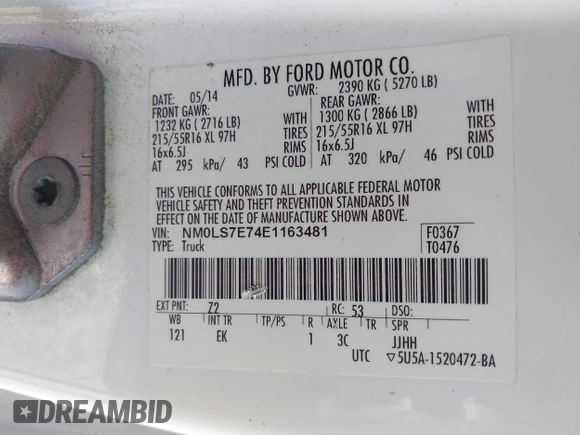 MFD. BY FORD MOTOR CO.
DATE: 05/14 GVWR: 2390 KG ( 5270 LB)
FRONT GAWR: REAR GAWR:
1232 KG ( 2716 LB) WITH 1300 KG ( 2866 LB) WITH
215/55R16 XL 97H TIRES 215/55R16 XL 97H TIRES
16x6.5J RIMS 16x6.5J RIMS
AT 295 kPa/ 43 PSI COLD AT 320 kPa/ 46 PSI COLD
THIS VEHICLE CONFORMS TO ALL APPLICABLE FEDERAL MOTOR
VEHICLE SAFETY AND THEFT PREVENTION STANDARDS IN
EFFECT ON THE DATE OF MANUFACTURE SHOWN ABOVE.
VIN: NM0LS7E74E1163481 F0367
TYPE: Truck T0476
EXT PNT: Z2 RC: 53 DSO:
WB INT TR TP/PS R AXLE TR SPR
121 EK 1 3C JJHH
UTC ▽5U5A-1520472-BA
DREAMBID